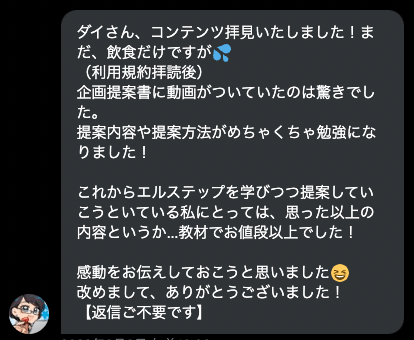 ダイさん、コンテンツ拝見いたしました！ま
だ、飲食だけですが💦
（利用規約拝読後）
企画提案書に動画がついていたのは驚きでし
た。
提案内容や提案方法がめちゃくちゃ勉強にな
りました！
これからエルステップを学びつつ提案してい
こうといている私にとっては、思った以上の
内容というか...教材でお値段以上でした！
感動をお伝えしておこうと思いました😆
改めまして、ありがとうございました！
【返信ご不要です】